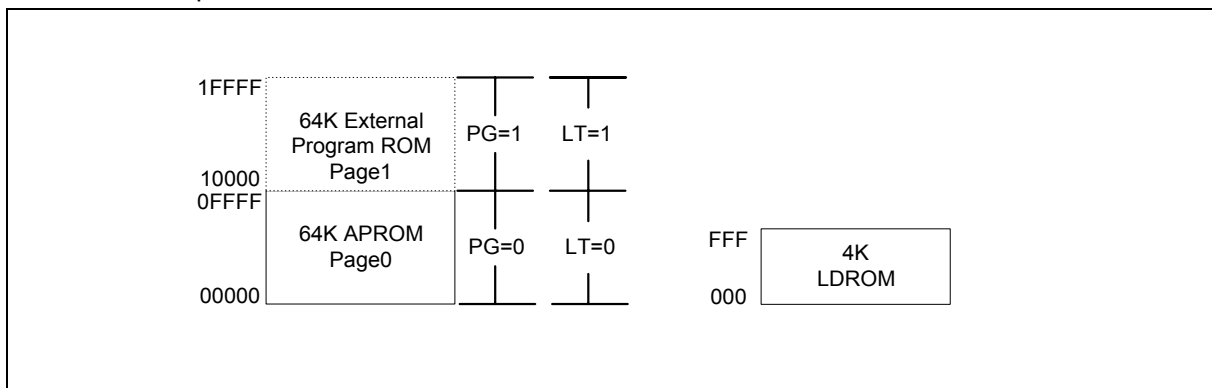 1FFFF
64K External
Program ROM
Page1
PG=1
LT=1
10000
0FFFF
64K APROM
Page0
PG=0
LT=0
00000
FFF
4K
LDROM
000